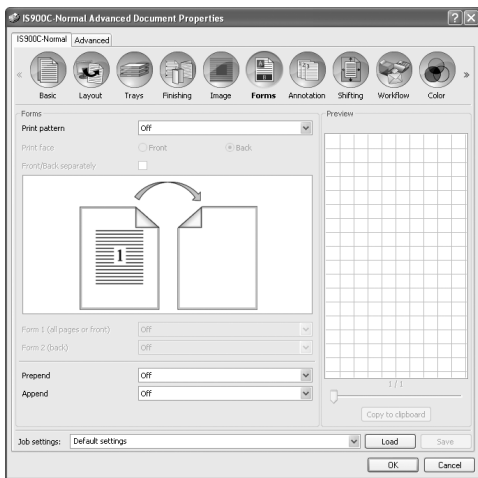 IS900C-Normal Advanced Document Properties
IS900C-Normal Advanced
Basic Layout Trays Finishing Image Forms Annotation Shifting Workflow Color
Forms
Print pattern Off
Print face Front Back
Front/Back separately
1
Form 1 (all pages or front) Off
Form 2 (back) Off
Prepend Off
Append Off
Preview
1 / 1
Copy to clipboard
Job settings: Default settings Load Save
OK Cancel